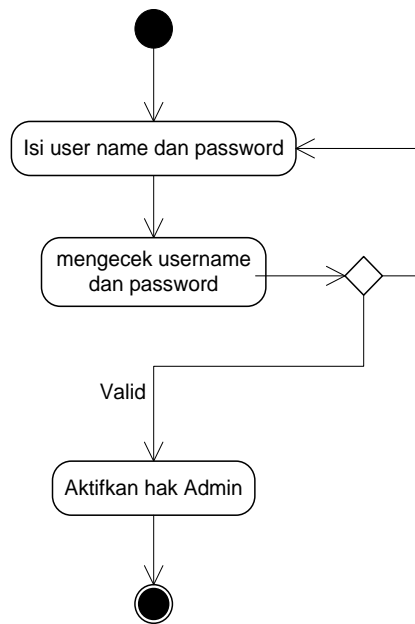 Isi user name dan password
mengecek username
dan password
Valid
Aktifkan hak Admin